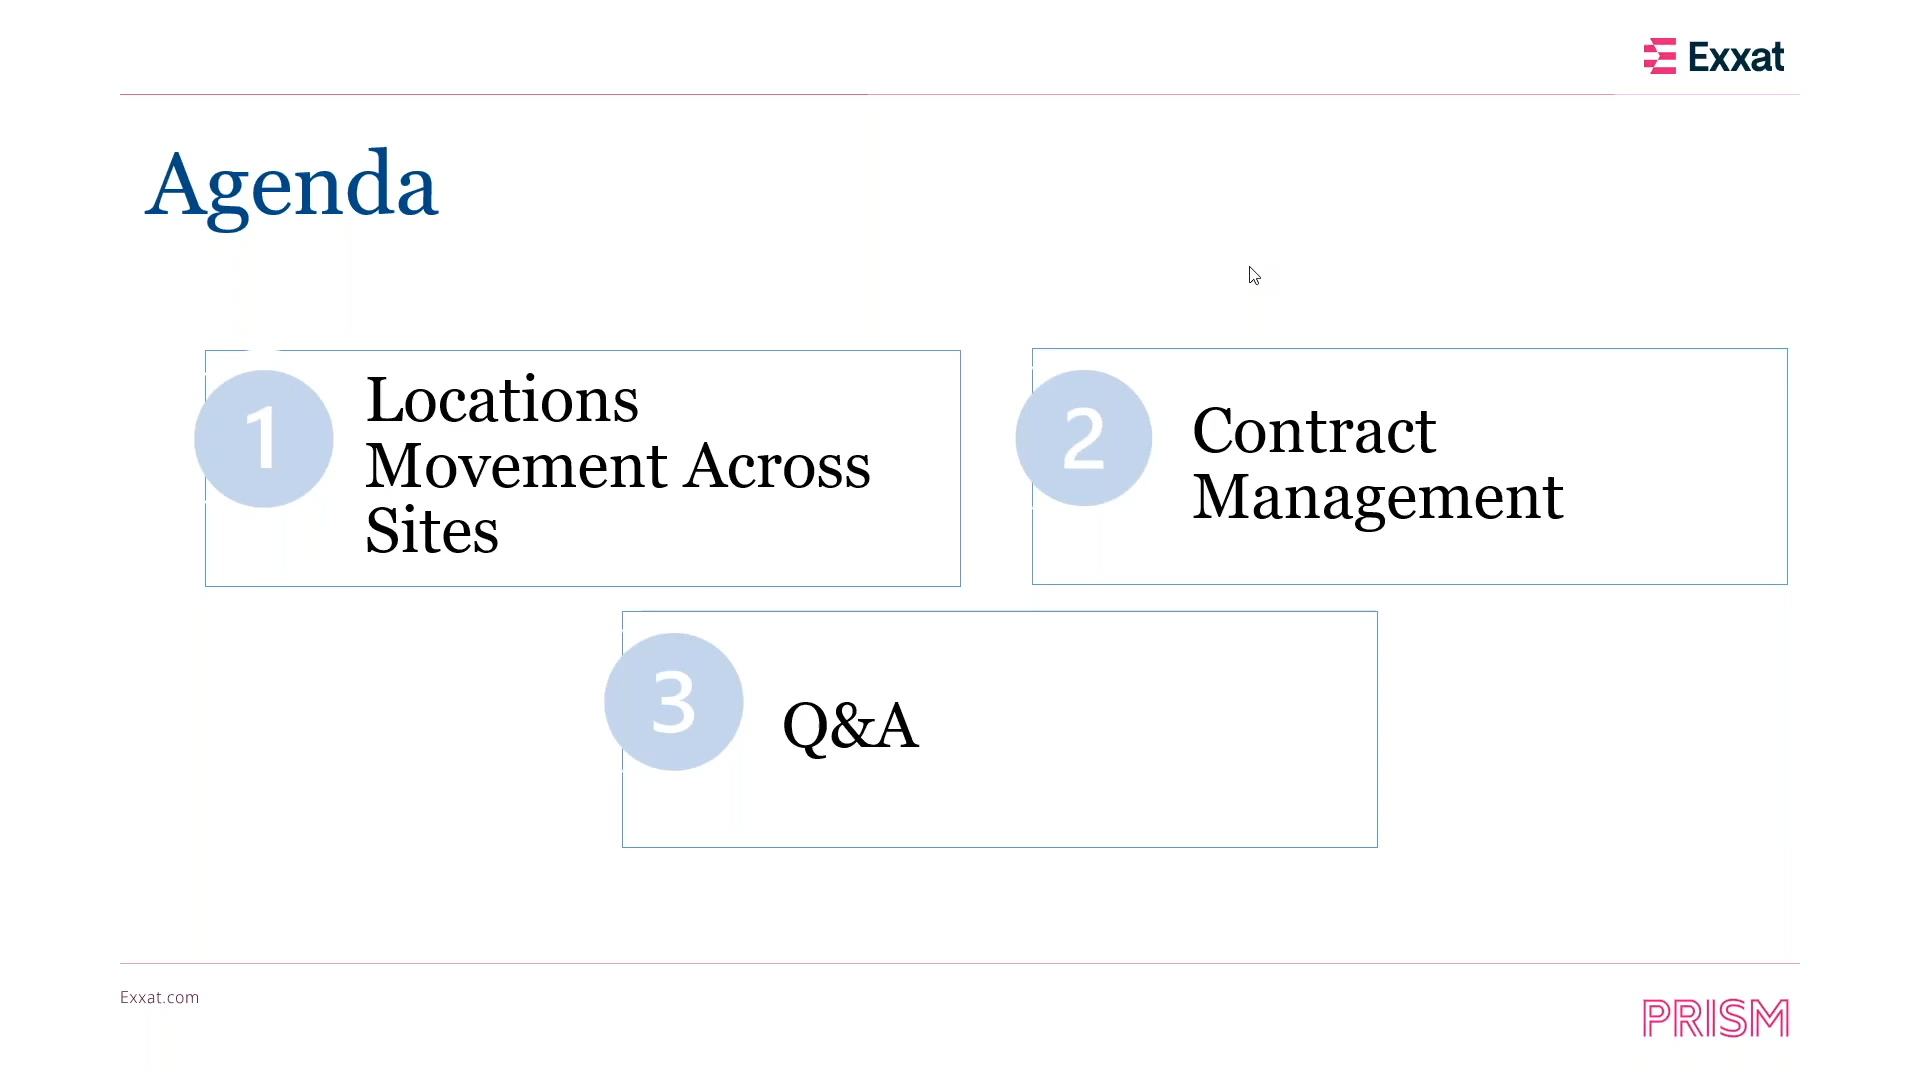 Exxat
Agenda
1
Locations
Movement Across
Sites
2
Contract
Management
3
Q&A
Exxat.com
PRISM